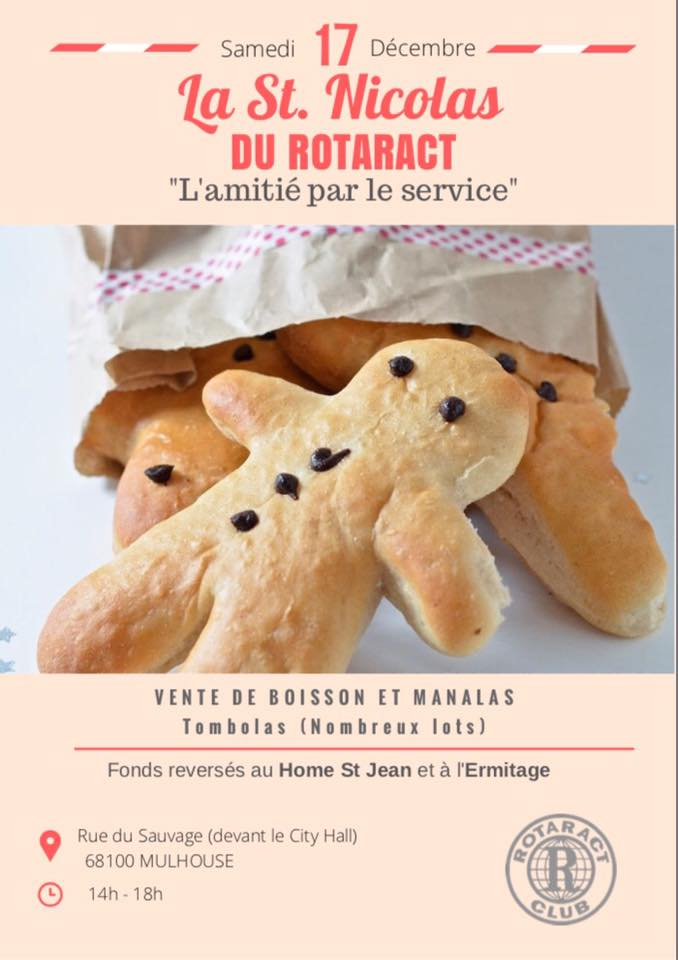 Samedi 17 Décembre
La St. Nicolas
DU ROTARACT
"L'amitié par le service"
VENTE DE BOISSON ET MANALAS
Tombolas (Nombreux lots)
Fonds reversés au Home St Jean et à l'Ermitage
Rue du Sauvage (devant le City Hall)
68100 MULHOUSE
14h - 18h
ROTARACT
R
CLUB